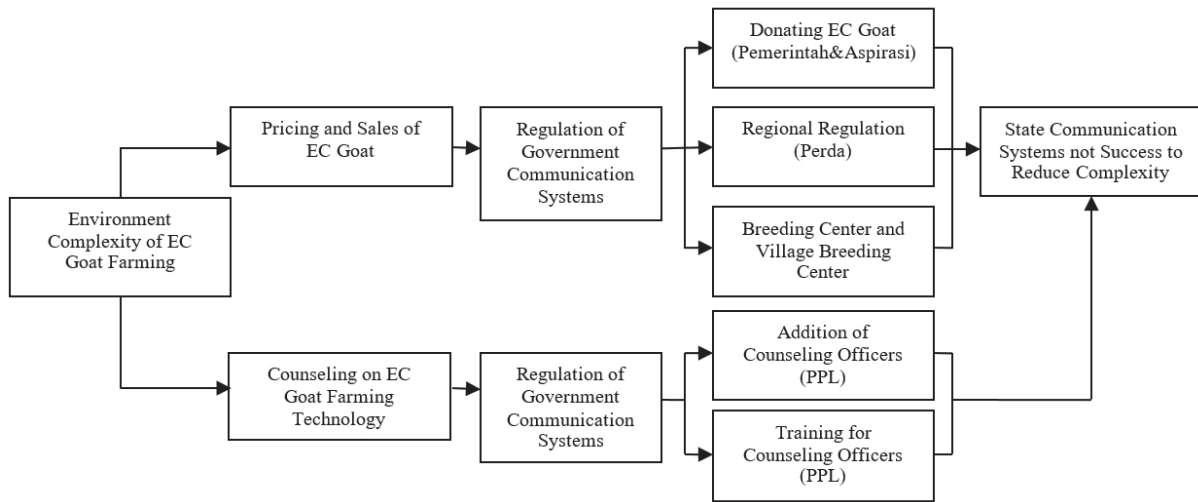 Environment
Complexity of EC
Goat Farming
Pricing and Sales of
EC Goat
Regulation of
Government
Communication
Systems
Donating EC Goat
(Pemerintah&Aspirasi)
Regional Regulation
(Perda)
Breeding Center and
Village Breeding
Center
State Communication
Systems not Success to
Reduce Complexity
Counseling on EC
Goat Farming
Technology
Regulation of
Government
Communication
Systems
Addition of
Counseling Officers
(PPL)
Training for
Counseling Officers
(PPL)